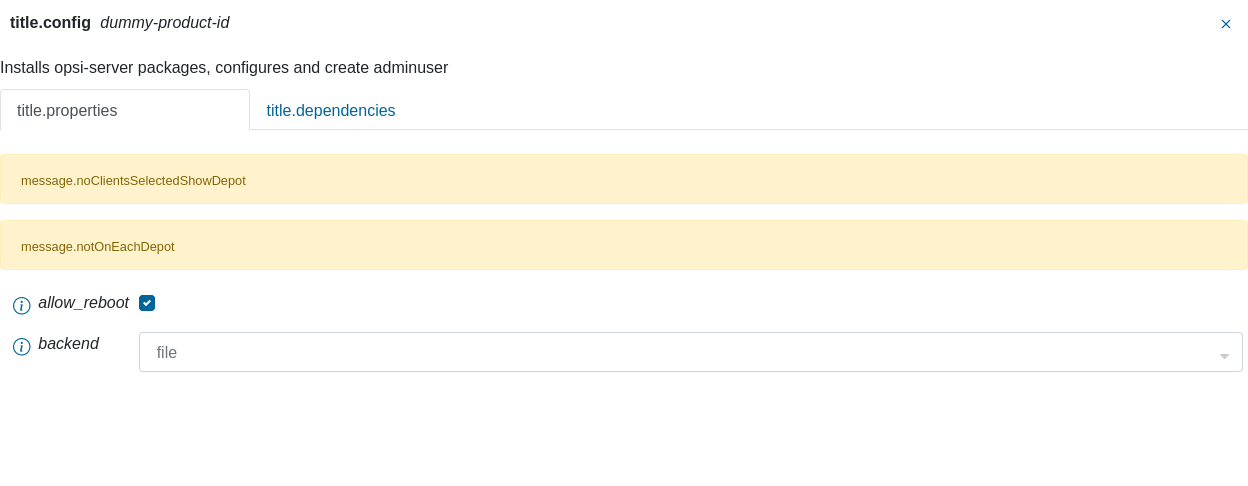 title.config dummy-product-id
Installs opsi-server packages, configures and create adminuser
title.properties title.dependencies
message.noClientsSelectedShowDepot
message.notOnEachDepot
allow_reboot
backend file